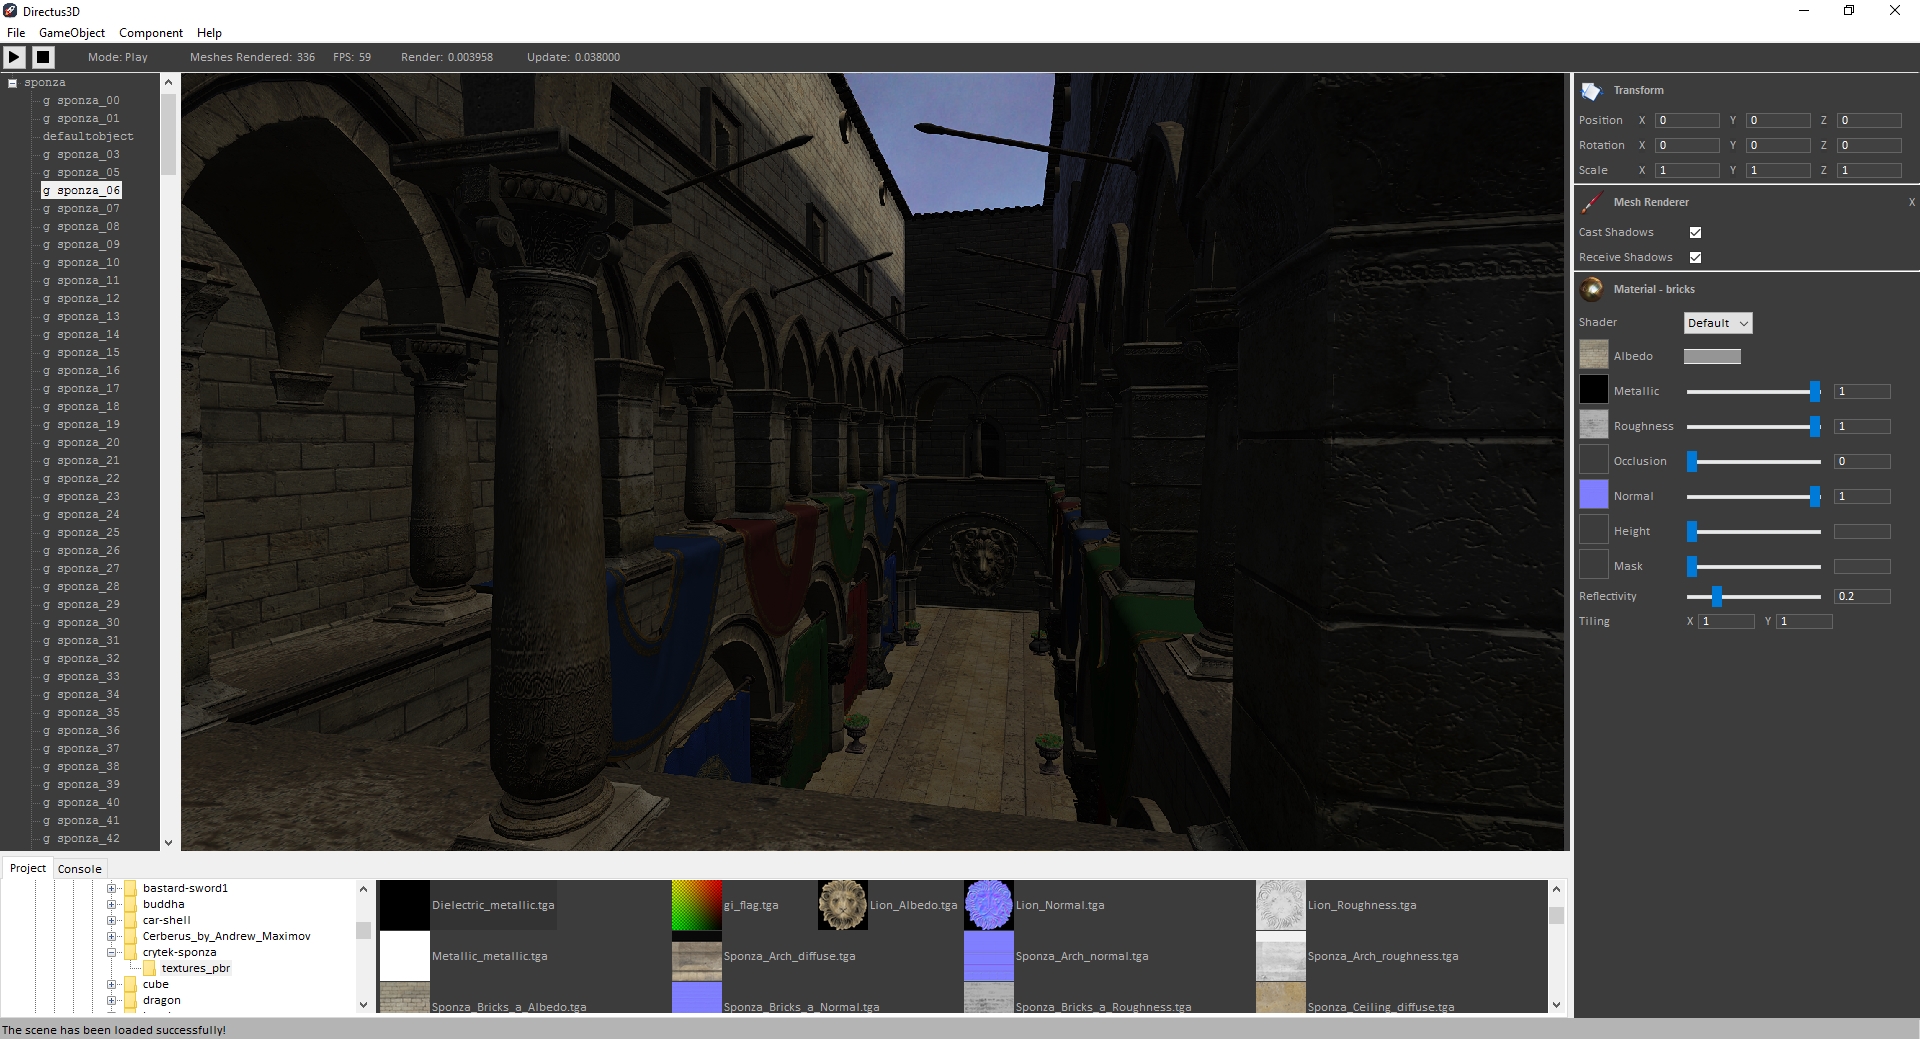 Directus3D
File GameObject Component Help
Mode: Play Meshes Rendered: 336 FPS: 59 Render: 0.003958 Update: 0.038000
sponza
g sponza_00
g sponza_01
defaultobject
g sponza_03
g sponza_05
g sponza_06
g sponza_07
g sponza_08
g sponza_09
g sponza_10
g sponza_11
g sponza_12
g sponza_13
g sponza_14
g sponza_15
g sponza_16
g sponza_17
g sponza_18
g sponza_19
g sponza_20
g sponza_21
g sponza_22
g sponza_23
g sponza_24
g sponza_25
g sponza_26
g sponza_27
g sponza_28
g sponza_29
g sponza_30
g sponza_31
g sponza_32
g sponza_33
g sponza_34
g sponza_35
g sponza_36
g sponza_37
g sponza_38
g sponza_39
g sponza_40
g sponza_41
g sponza_42
Transform
Position X 0 Y 0 Z 0
Rotation X 0 Y 0 Z 0
Scale X 1 Y 1 Z 1
Mesh Renderer X
Cast Shadows
Receive Shadows
Material - bricks
Shader Default
Albedo
Metallic 1
Roughness 1
Occlusion 0
Normal 1
Height
Mask
Reflectivity 0.2
Tiling X 1 Y 1
Project Console
bastard-sword1
buddha
car-shell
Cerberus_by_Andrew_Maximov
crytek-sponza
textures_pbr
cube
dragon
Dielectric_metallic.tga gi_flag.tga Lion_Albedo.tga Lion_Normal.tga Lion_Roughness.tga
Metallic_metallic.tga Sponza_Arch_diffuse.tga Sponza_Arch_normal.tga Sponza_Arch_roughness.tga
Sponza_Bricks_a_Albedo.tga Sponza_Bricks_a_Normal.tga Sponza_Bricks_a_Roughness.tga Sponza_Ceiling_diffuse.tga
The scene has been loaded successfully!